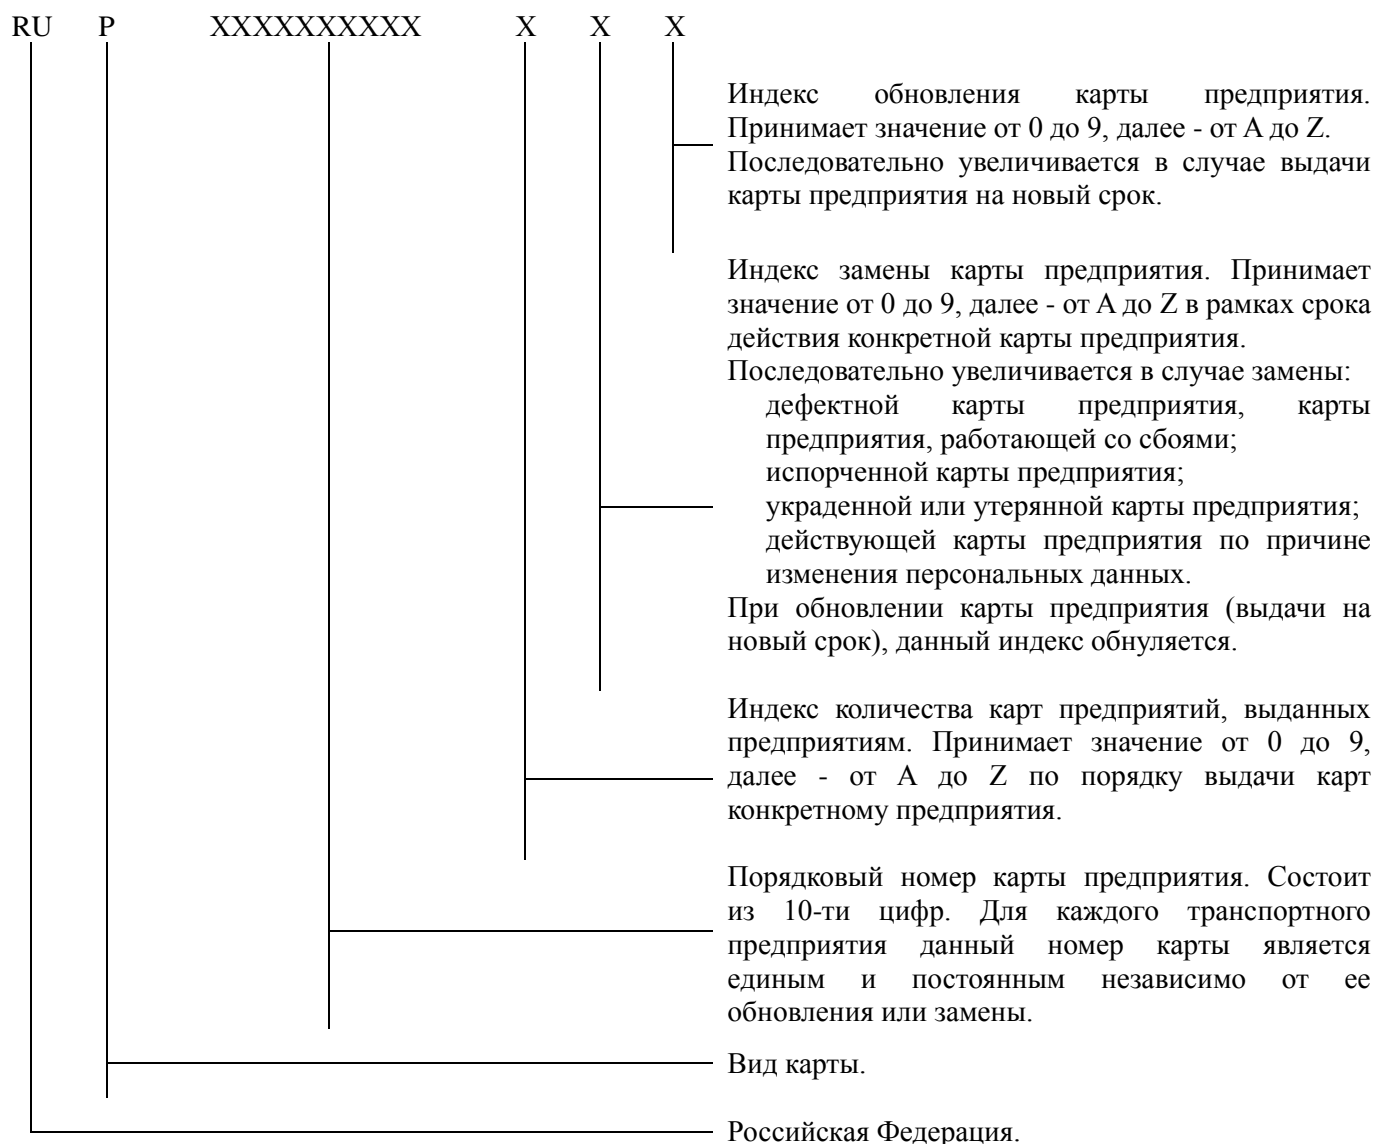 RU P XXXXXXXXXX X X X
Индекс обновления карты предприятия.
Принимает значение от 0 до 9, далее - от A до Z.
Последовательно увеличивается в случае выдачи
карты предприятия на новый срок.
Индекс замены карты предприятия. Принимает
значение от 0 до 9, далее - от A до Z в рамках срока
действия конкретной карты предприятия.
Последовательно увеличивается в случае замены:
дефектной карты предприятия, карты
предприятия, работающей со сбоями;
испорченной карты предприятия;
украденной или утерянной карты предприятия;
действующей карты предприятия по причине
изменения персональных данных.
При обновлении карты предприятия (выдачи на
новый срок), данный индекс обнуляется.
Индекс количества карт предприятий, выданных
предприятиям. Принимает значение от 0 до 9,
далее - от A до Z по порядку выдачи карт
конкретному предприятия.
Порядковый номер карты предприятия. Состоит
из 10-ти цифр. Для каждого транспортного
предприятия данный номер карты является
единым и постоянным независимо от ее
обновления или замены.
Вид карты.
Российская Федерация.